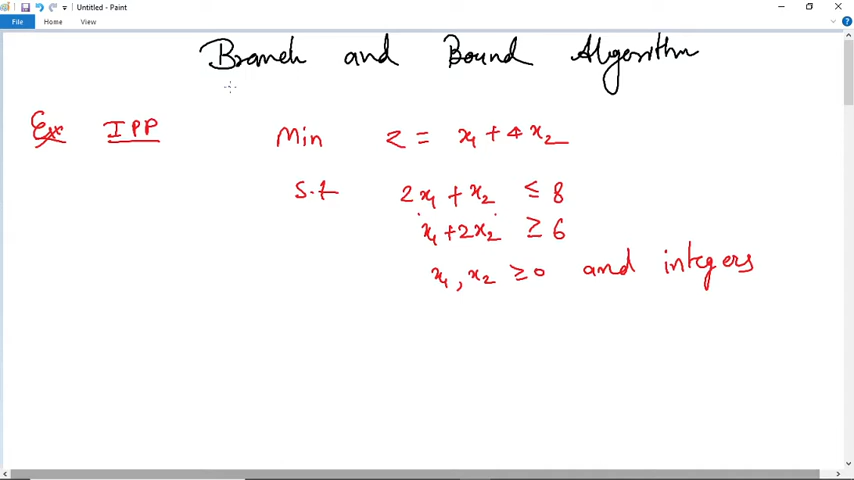 Untitled - Paint
File Home View
Branch and Bound Algorithm
Ex IPP Min Z = x₁ + 4x₂
s.t 2x₁ + x₂ ≤ 8
x₁ + 2x₂ ≥ 6
x₁, x₂ ≥ 0 and integers